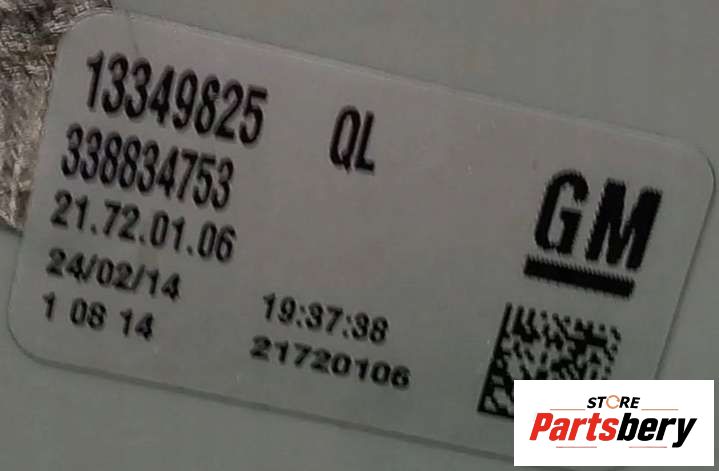 13349825 QL
338834753
21.72.01.06
24/02/14 19:37:38
1 08 14 21720106
GM
STORE
Partsbery